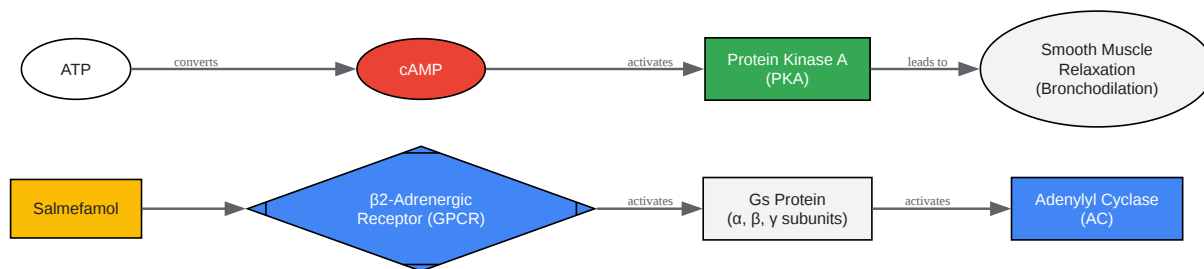 ATP
converts
cAMP
activates
Protein Kinase A
(PKA)
leads to
Smooth Muscle
Relaxation
(Bronchodilation)
Salmefamol
β2-Adrenergic
Receptor (GPCR)
activates
Gs Protein
(α, β, γ subunits)
activates
Adenylyl Cyclase
(AC)